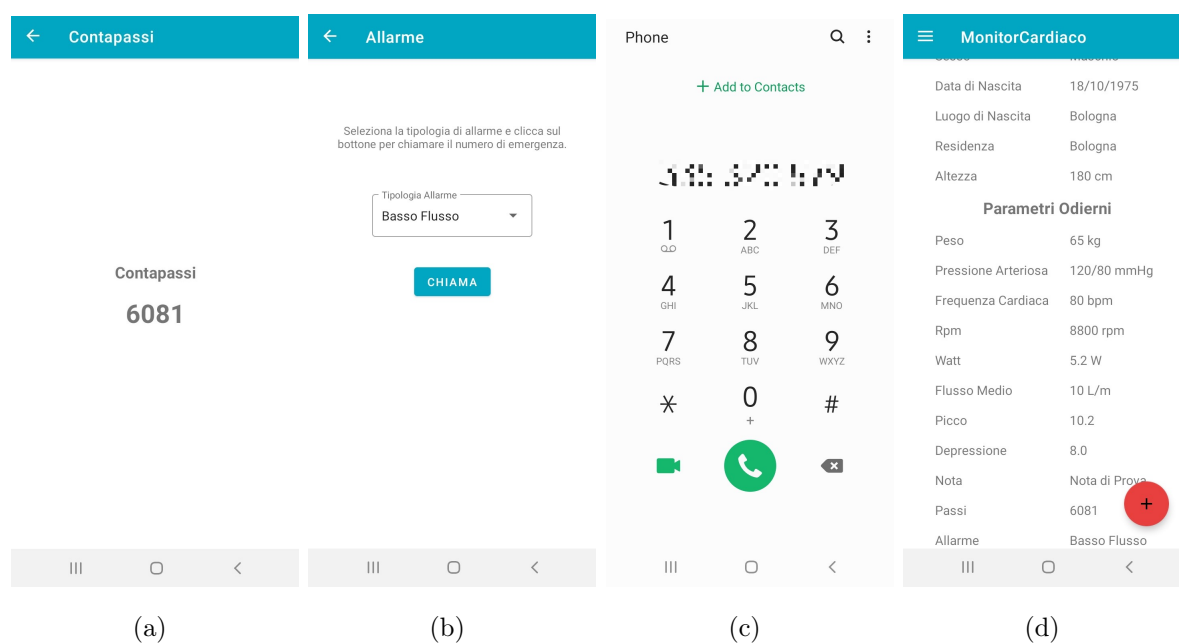 Contapassi
Contapassi
6081
(a)
Allarme
Seleziona la tipologia di allarme e clicca sul
bottone per chiamare il numero di emergenza.
Tipologia Allarme
Basso Flusso
CHIAMA
(b)
Phone
+ Add to Contacts
1 2 3
ABC DEF
4 5 6
GHI JKL MNO
7 8 9
PQRS TUV WXYZ
* 0 #
+
(c)
MonitorCardiaco
Data di Nascita 18/10/1975
Luogo di Nascita Bologna
Residenza Bologna
Altezza 180 cm
Parametri Odierni
Peso 65 kg
Pressione Arteriosa 120/80 mmHg
Frequenza Cardiaca 80 bpm
Rpm 8800 rpm
Watt 5.2 W
Flusso Medio 10 L/m
Picco 10.2
Depressione 8.0
Nota Nota di Prova
Passi 6081
+
Allarme Basso Flusso
(d)